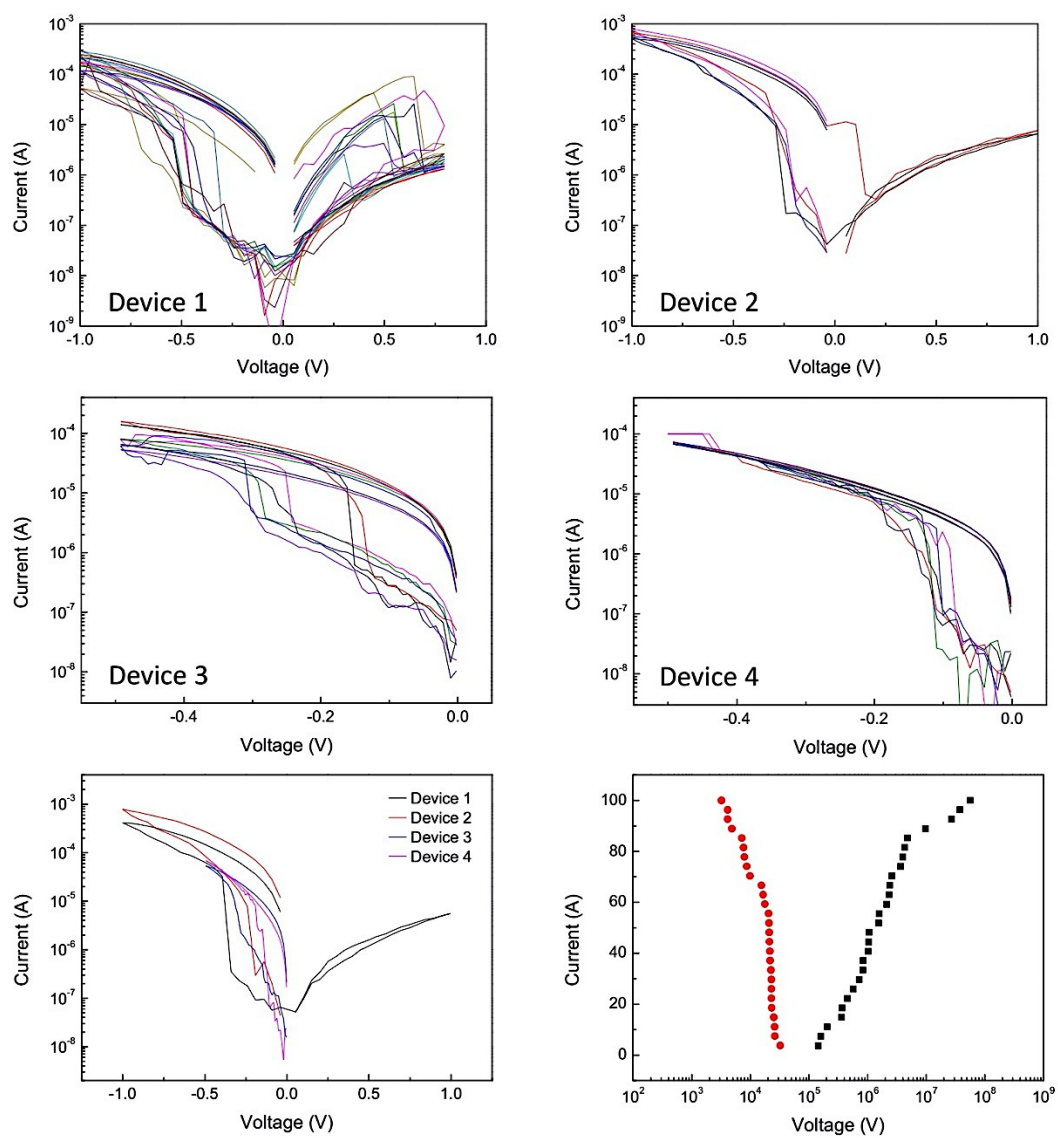 10⁻³
10⁻⁴
10⁻⁵
10⁻⁶
10⁻⁷
10⁻⁸
10⁻⁹
Current (A)
Device 1
-1.0 -0.5 0.0 0.5 1.0
Voltage (V)
10⁻³
10⁻⁴
10⁻⁵
10⁻⁶
10⁻⁷
10⁻⁸
10⁻⁹
Current (A)
Device 2
-1.0 -0.5 0.0 0.5 1.0
Voltage (V)
10⁻⁴
10⁻⁵
10⁻⁶
10⁻⁷
10⁻⁸
Current (A)
Device 3
-0.4 -0.2 0.0
Voltage (V)
10⁻⁴
10⁻⁵
10⁻⁶
10⁻⁷
10⁻⁸
Current (A)
Device 4
-0.4 -0.2 0.0
Voltage (V)
10⁻³
10⁻⁴
10⁻⁵
10⁻⁶
10⁻⁷
10⁻⁸
Current (A)
Device 1
Device 2
Device 3
Device 4
-1.0 -0.5 0.0 0.5 1.0
Voltage (V)
100
80
60
40
20
0
Current (A)
10² 10³ 10⁴ 10⁵ 10⁶ 10⁷ 10⁸ 10⁹
Voltage (V)